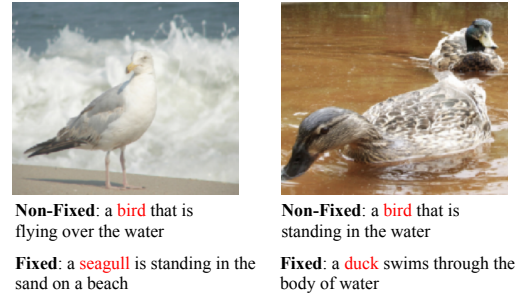 Non-Fixed: a bird that is
flying over the water
Fixed: a seagull is standing in the
sand on a beach
Non-Fixed: a bird that is
standing in the water
Fixed: a duck swims through the
body of water